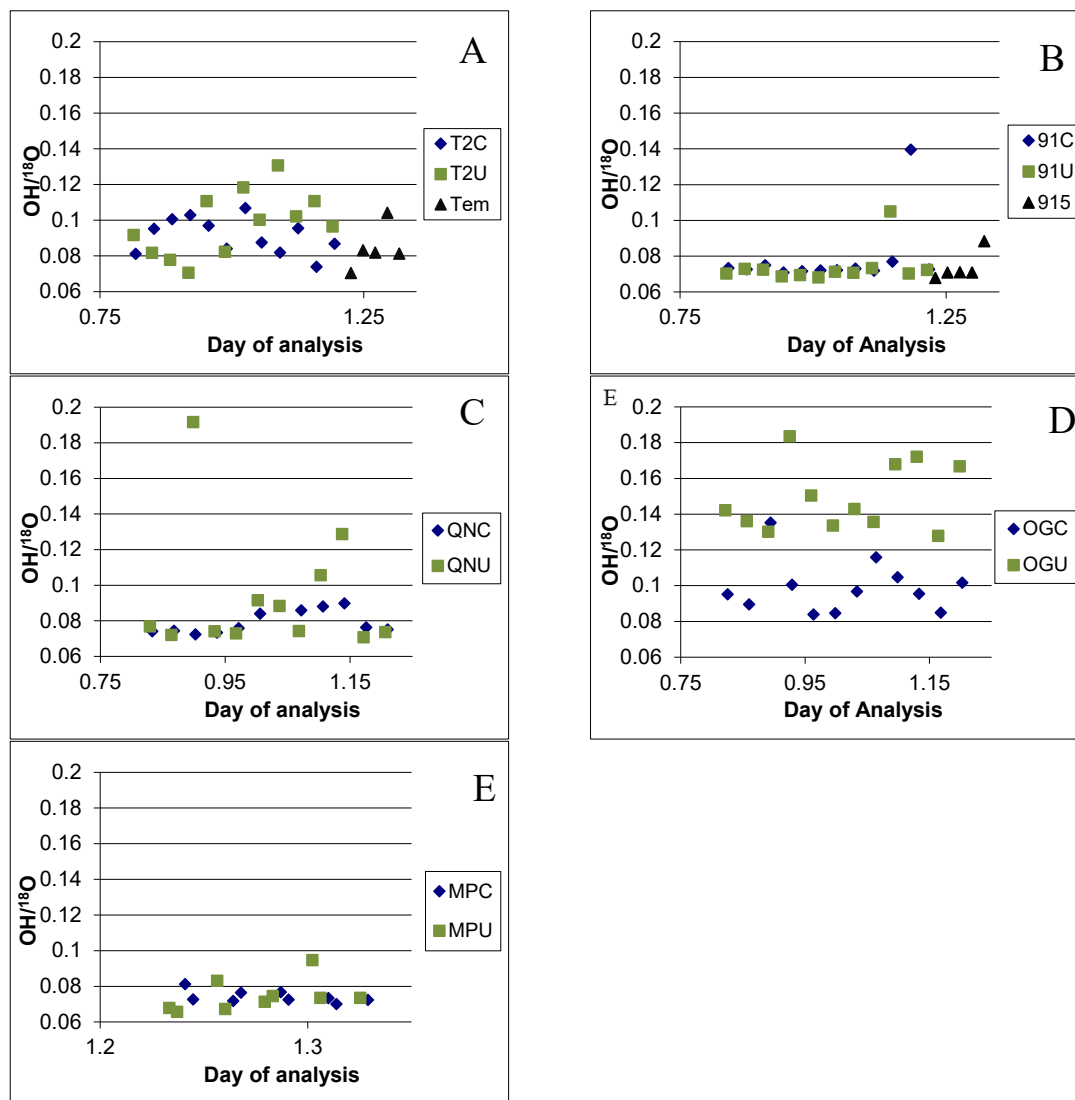 A
0.2
0.18
0.16
0.14
0.12
0.1
0.08
0.06
OH/¹⁸O
0.75
1.25
Day of analysis
T2C
T2U
Tem
B
0.2
0.18
0.16
0.14
0.12
0.1
0.08
0.06
OH/¹⁸O
0.75
1.25
Day of Analysis
91C
91U
915
C
0.2
0.18
0.16
0.14
0.12
0.1
0.08
0.06
OH/¹⁸O
0.75
0.95
1.15
Day of analysis
QNC
QNU
E
D
0.2
0.18
0.16
0.14
0.12
0.1
0.08
0.06
OH/¹⁸O
0.75
0.95
1.15
Day of Analysis
OGC
OGU
E
0.2
0.18
0.16
0.14
0.12
0.1
0.08
0.06
OH/¹⁸O
1.2
1.3
Day of analysis
MPC
MPU